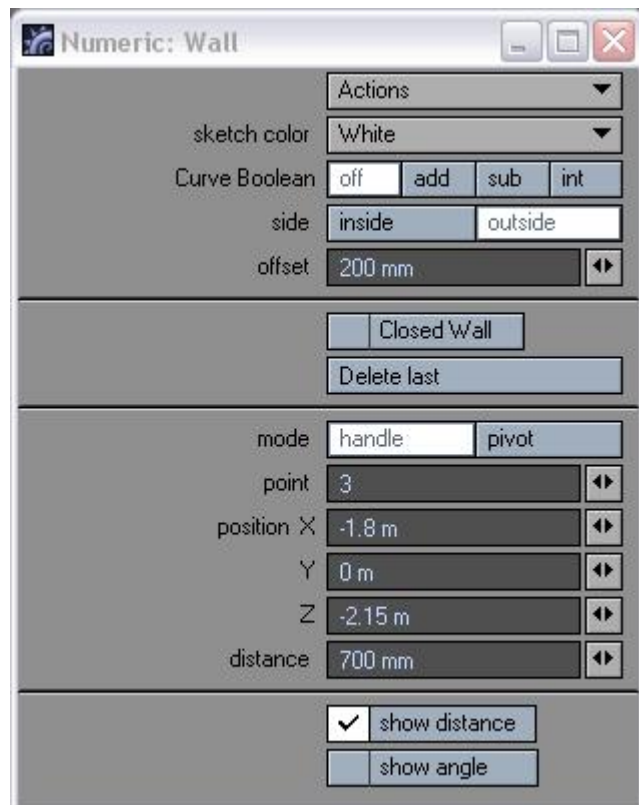 Numeric: Wall
Actions
sketch color White
Curve Boolean off add sub int
side inside outside
offset 200 mm
Closed Wall
Delete last
mode handle pivot
point 3
position X -1.8 m
Y 0 m
Z -2.15 m
distance 700 mm
show distance
show angle